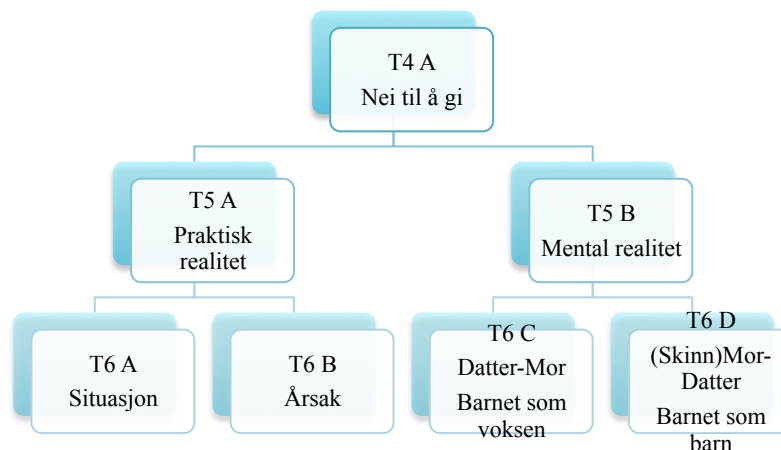 T4 A
Nei til å gi
T5 A
Praktisk
realitet
T5 B
Mental realitet
T6 A
Situasjon
T6 B
Årsak
T6 C
Datter-Mor
Barnet som
voksen
T6 D
(Skinn)Mor-
Datter
Barnet som
barn